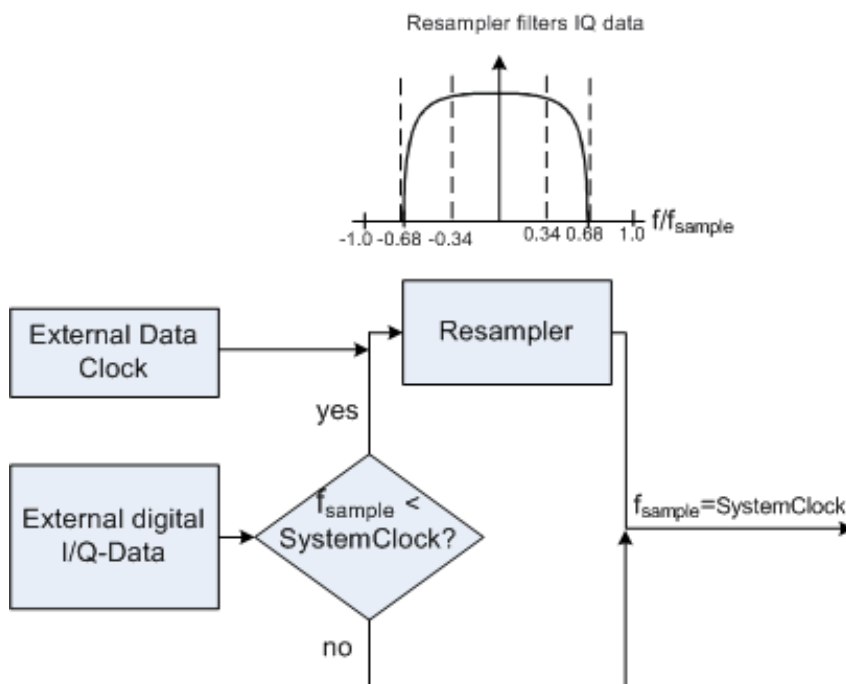 Resampler filters IQ data
f/fsample
-1.0 -0.68 -0.34 0.34 0.68 1.0
External Data
Clock
Resampler
yes
External digital
I/Q-Data
fsample <
SystemClock?
fsample=SystemClock
no